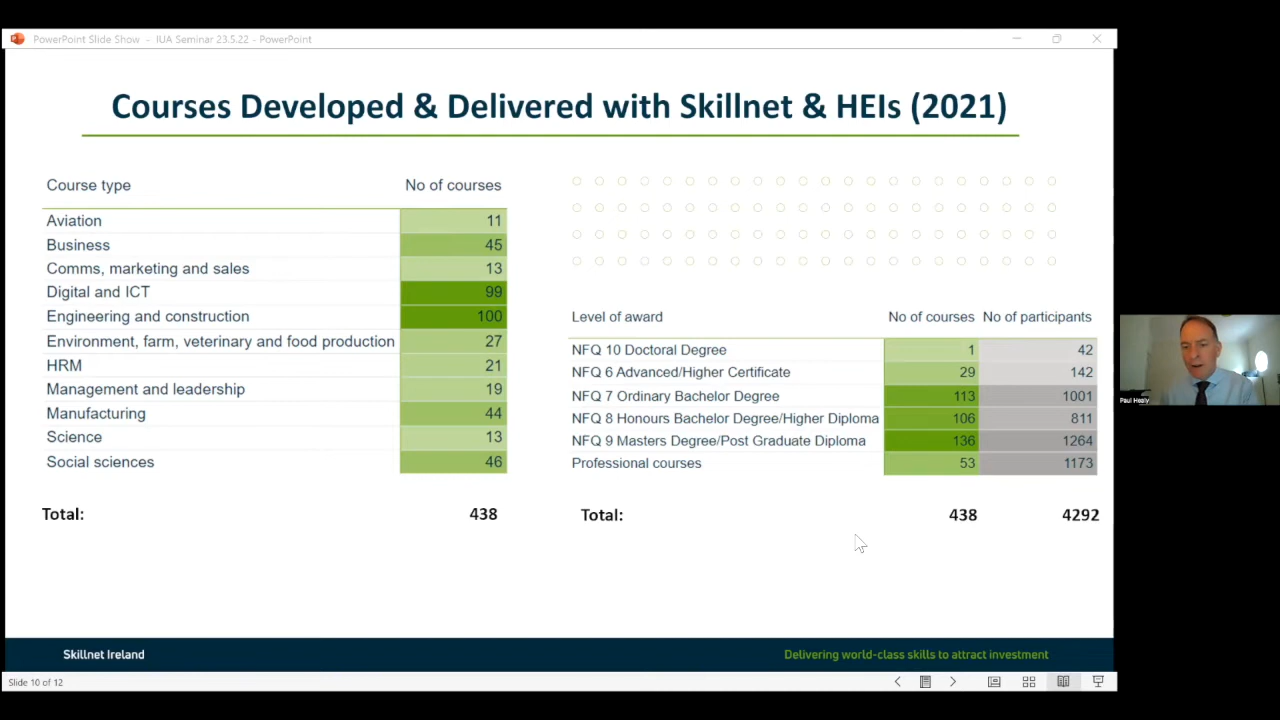 PowerPoint Slide Show - IUA Seminar 23.5.22 - PowerPoint
Courses Developed & Delivered with Skillnet & HEIs (2021)
Course type No of courses
Aviation 11
Business 45
Comms, marketing and sales 13
Digital and ICT 99
Engineering and construction 100
Environment, farm, veterinary and food production 27
HRM 21
Management and leadership 19
Manufacturing 44
Science 13
Social sciences 46
Total: 438
Level of award No of courses No of participants
NFQ 10 Doctoral Degree 1 42
NFQ 6 Advanced/Higher Certificate 29 142
NFQ 7 Ordinary Bachelor Degree 113 1001
NFQ 8 Honours Bachelor Degree/Higher Diploma 106 811
NFQ 9 Masters Degree/Post Graduate Diploma 136 1264
Professional courses 53 1173
Total: 438 4292
Paul Healy
Skillnet Ireland
Delivering world-class skills to attract investment
Slide 10 of 12